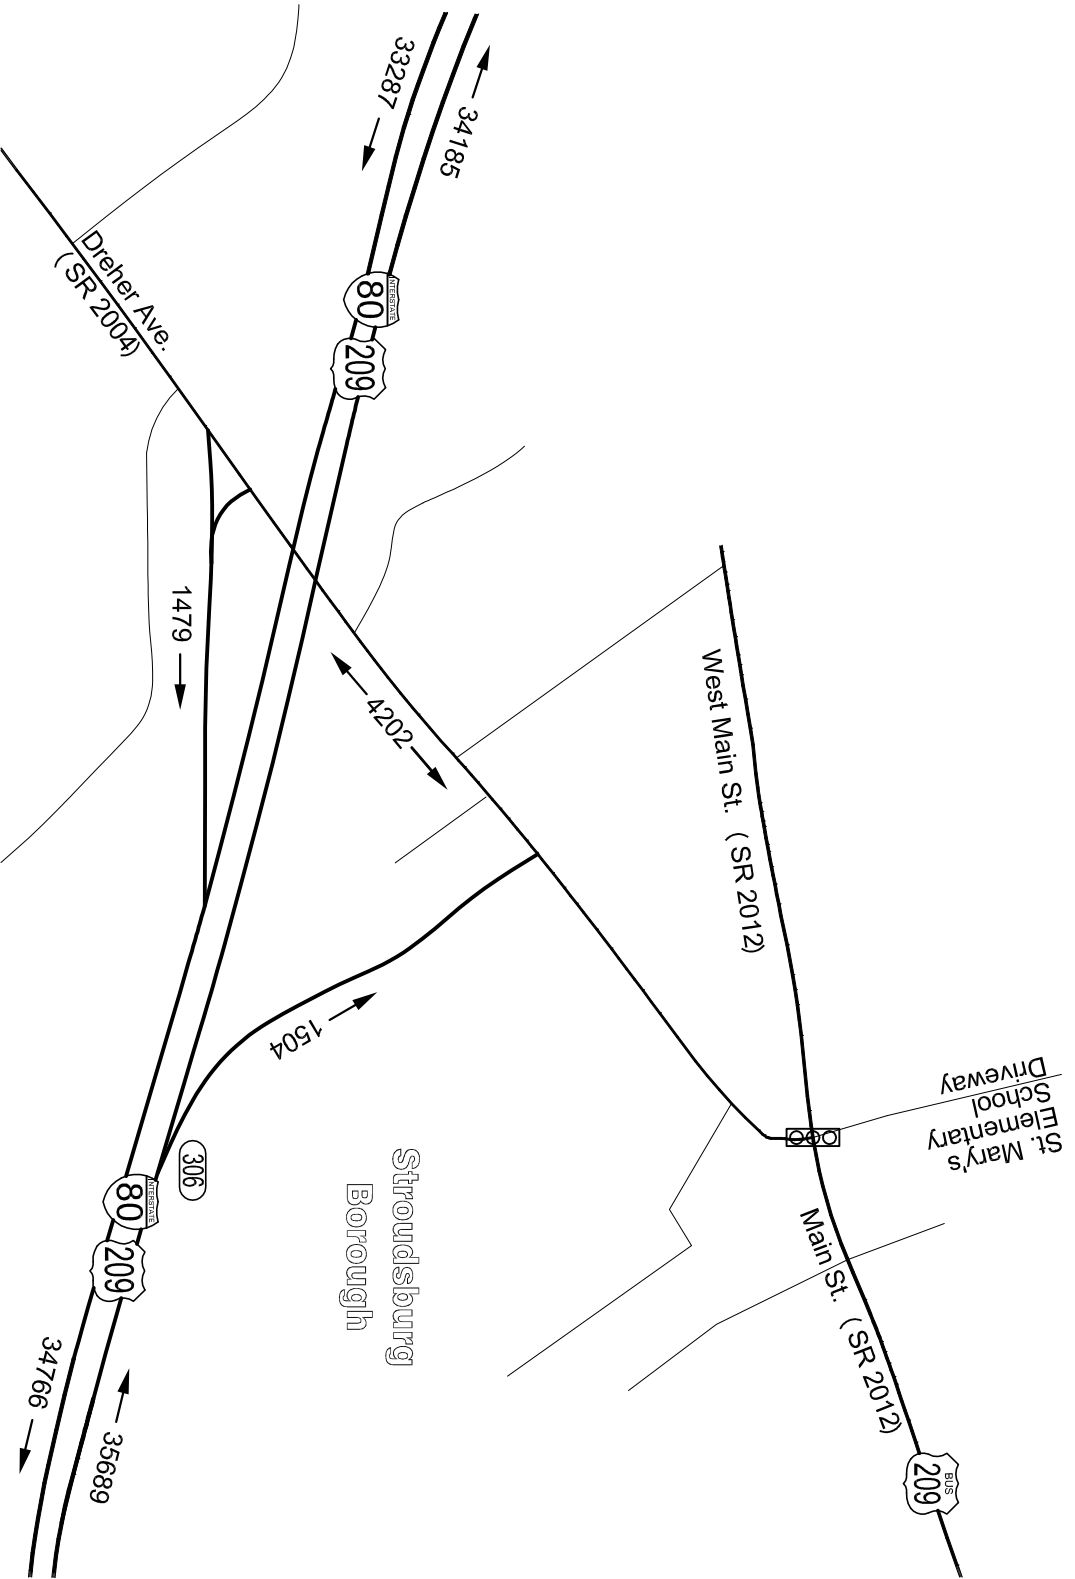 33287
34185
Dreher Ave.
( SR 2004)
INTERSTATE
80
209
1479
4202
West Main St. ( SR 2012)
1504
St. Mary's
Elementary
School
Driveway
306
Stroudsburg
Borough
Main St. ( SR 2012)
INTERSTATE
80
209
BUS
209
34766
35689